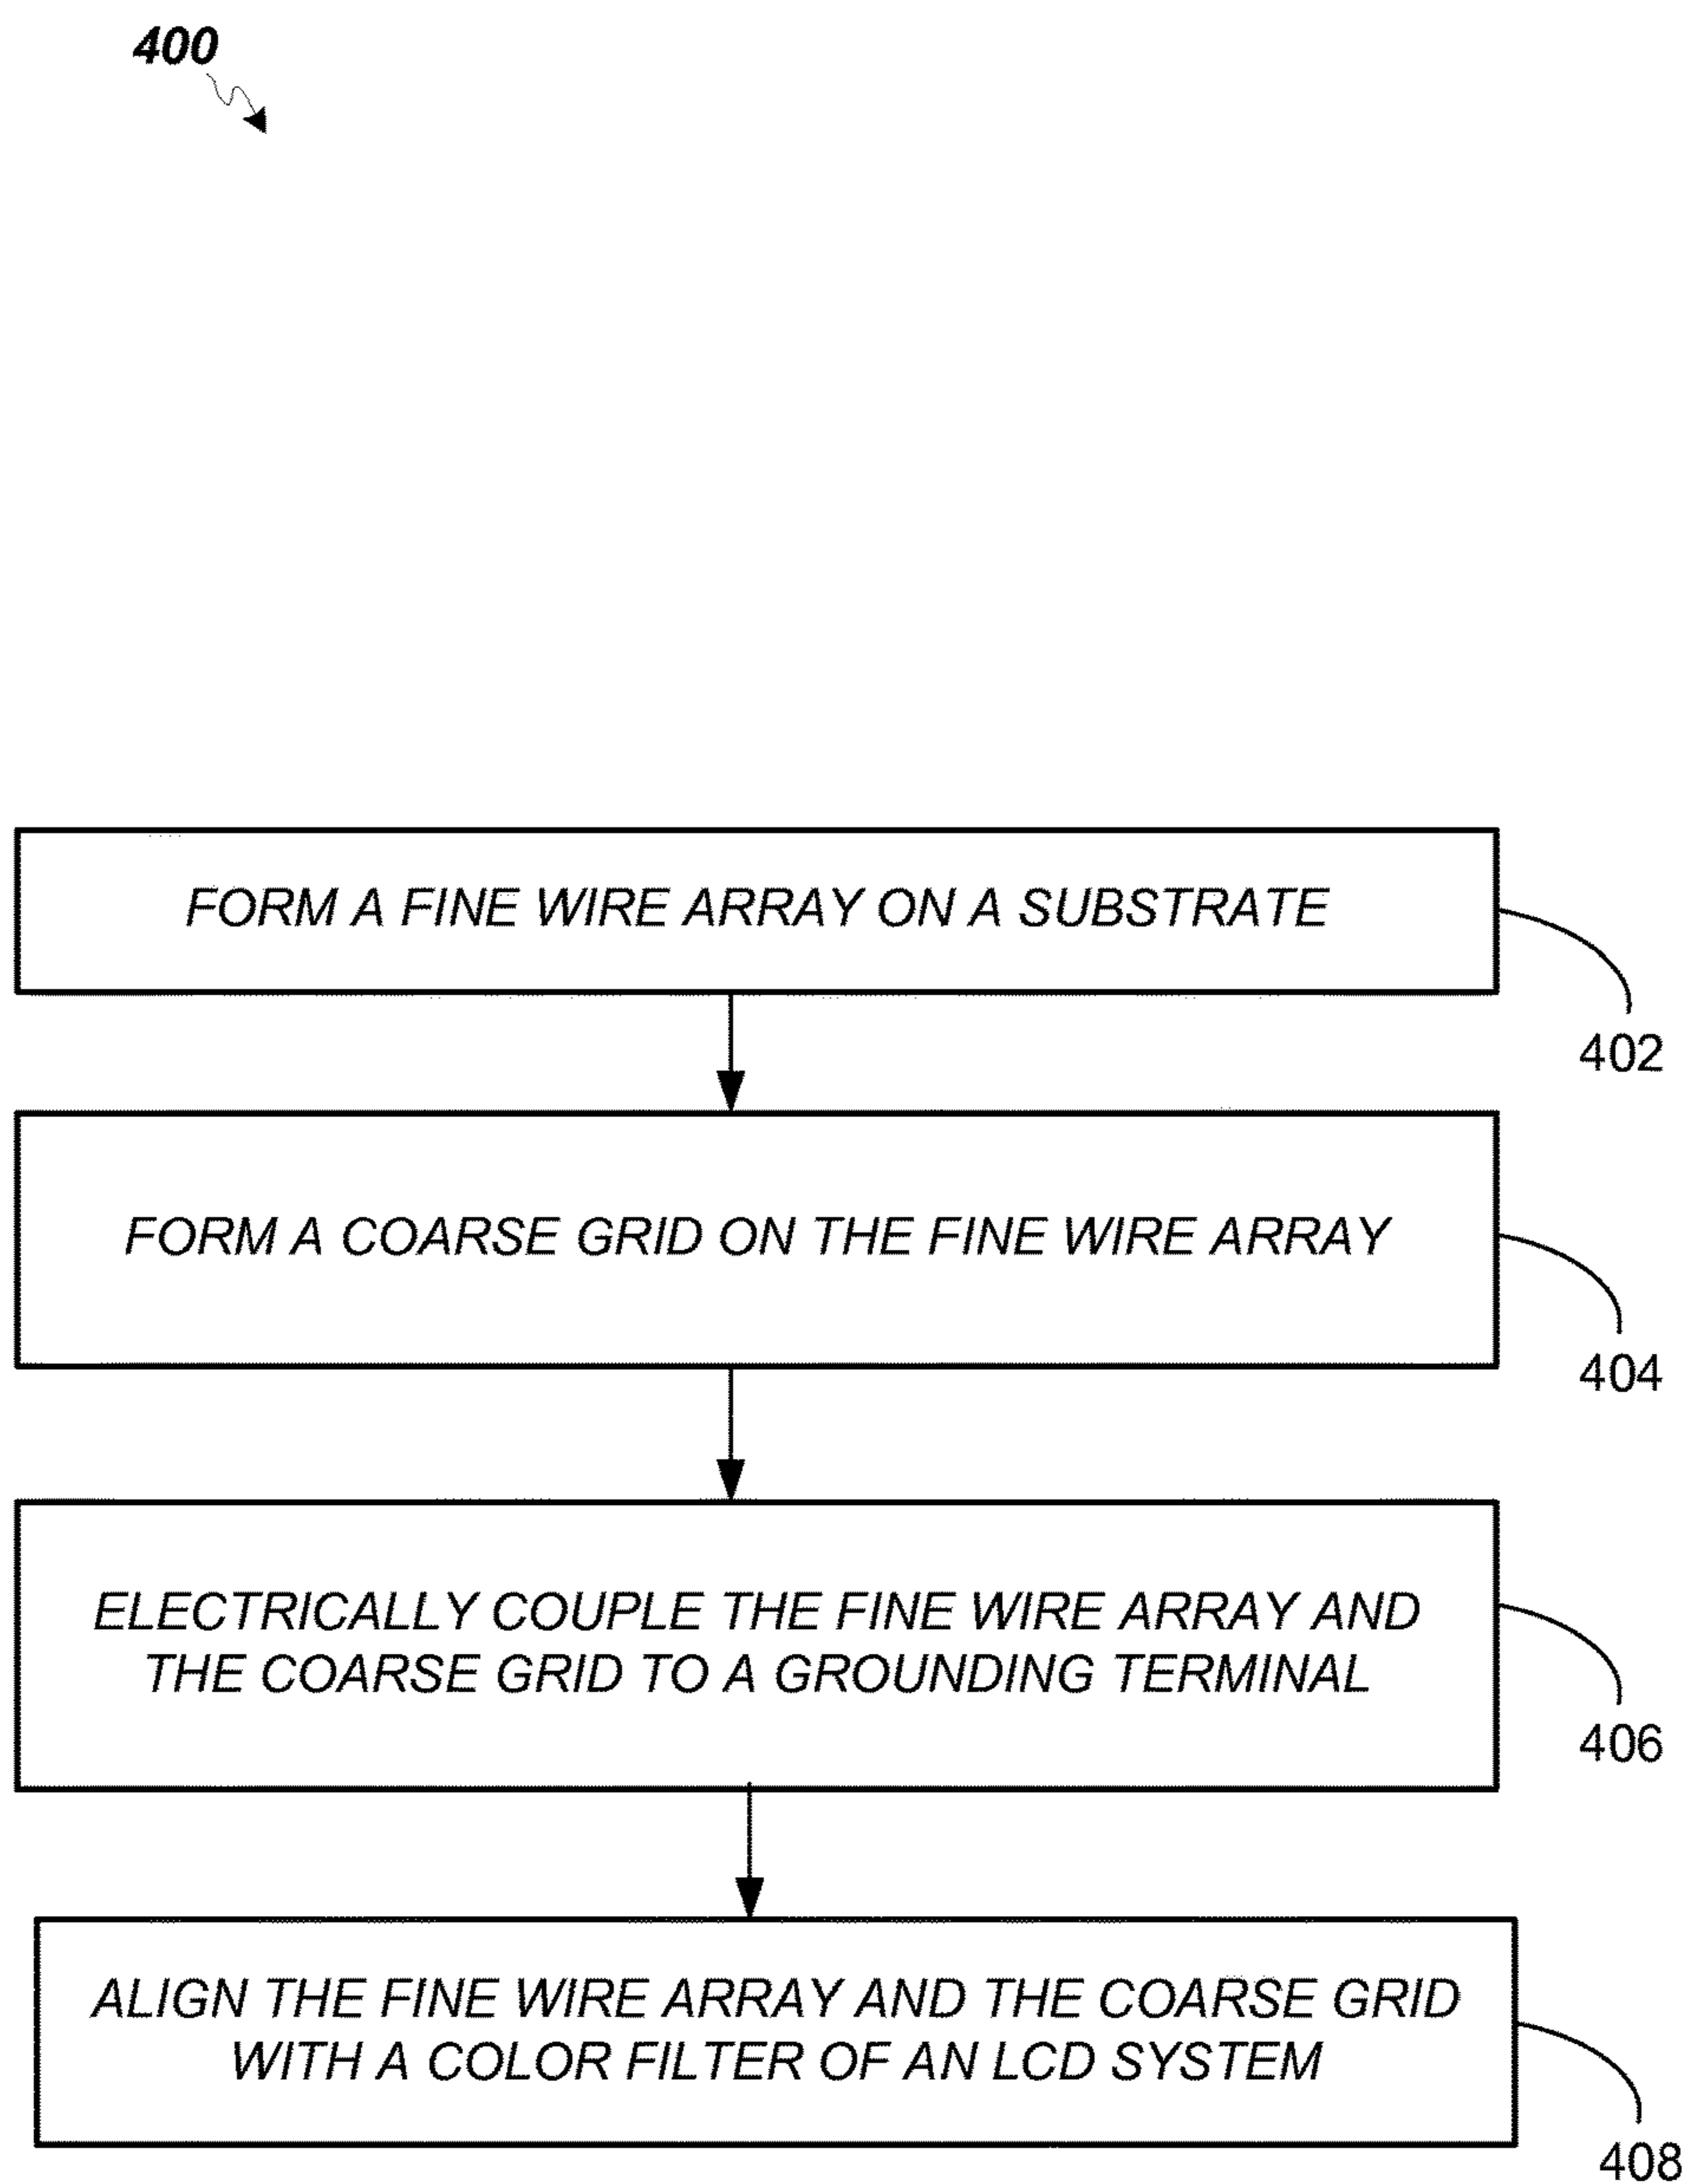 400
FORM A FINE WIRE ARRAY ON A SUBSTRATE
402
FORM A COARSE GRID ON THE FINE WIRE ARRAY
404
ELECTRICALLY COUPLE THE FINE WIRE ARRAY AND
THE COARSE GRID TO A GROUNDING TERMINAL
406
ALIGN THE FINE WIRE ARRAY AND THE COARSE GRID
WITH A COLOR FILTER OF AN LCD SYSTEM
408